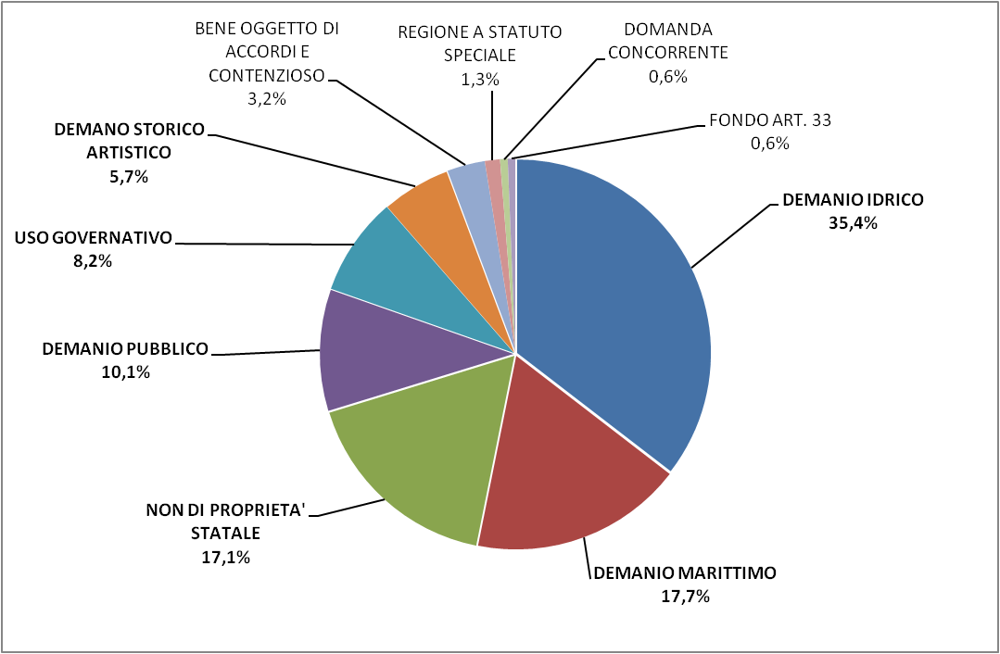 BENE OGGETTO DI
ACCORDI E
CONTENZIOSO
3,2%
REGIONE A STATUTO
SPECIALE
1,3%
DOMANDA
CONCORRENTE
0,6%
FONDO ART. 33
0,6%
DEMANO STORICO
ARTISTICO
5,7%
DEMANIO IDRICO
35,4%
USO GOVERNATIVO
8,2%
DEMANIO PUBBLICO
10,1%
NON DI PROPRIETA'
STATALE
17,1%
DEMANIO MARITTIMO
17,7%